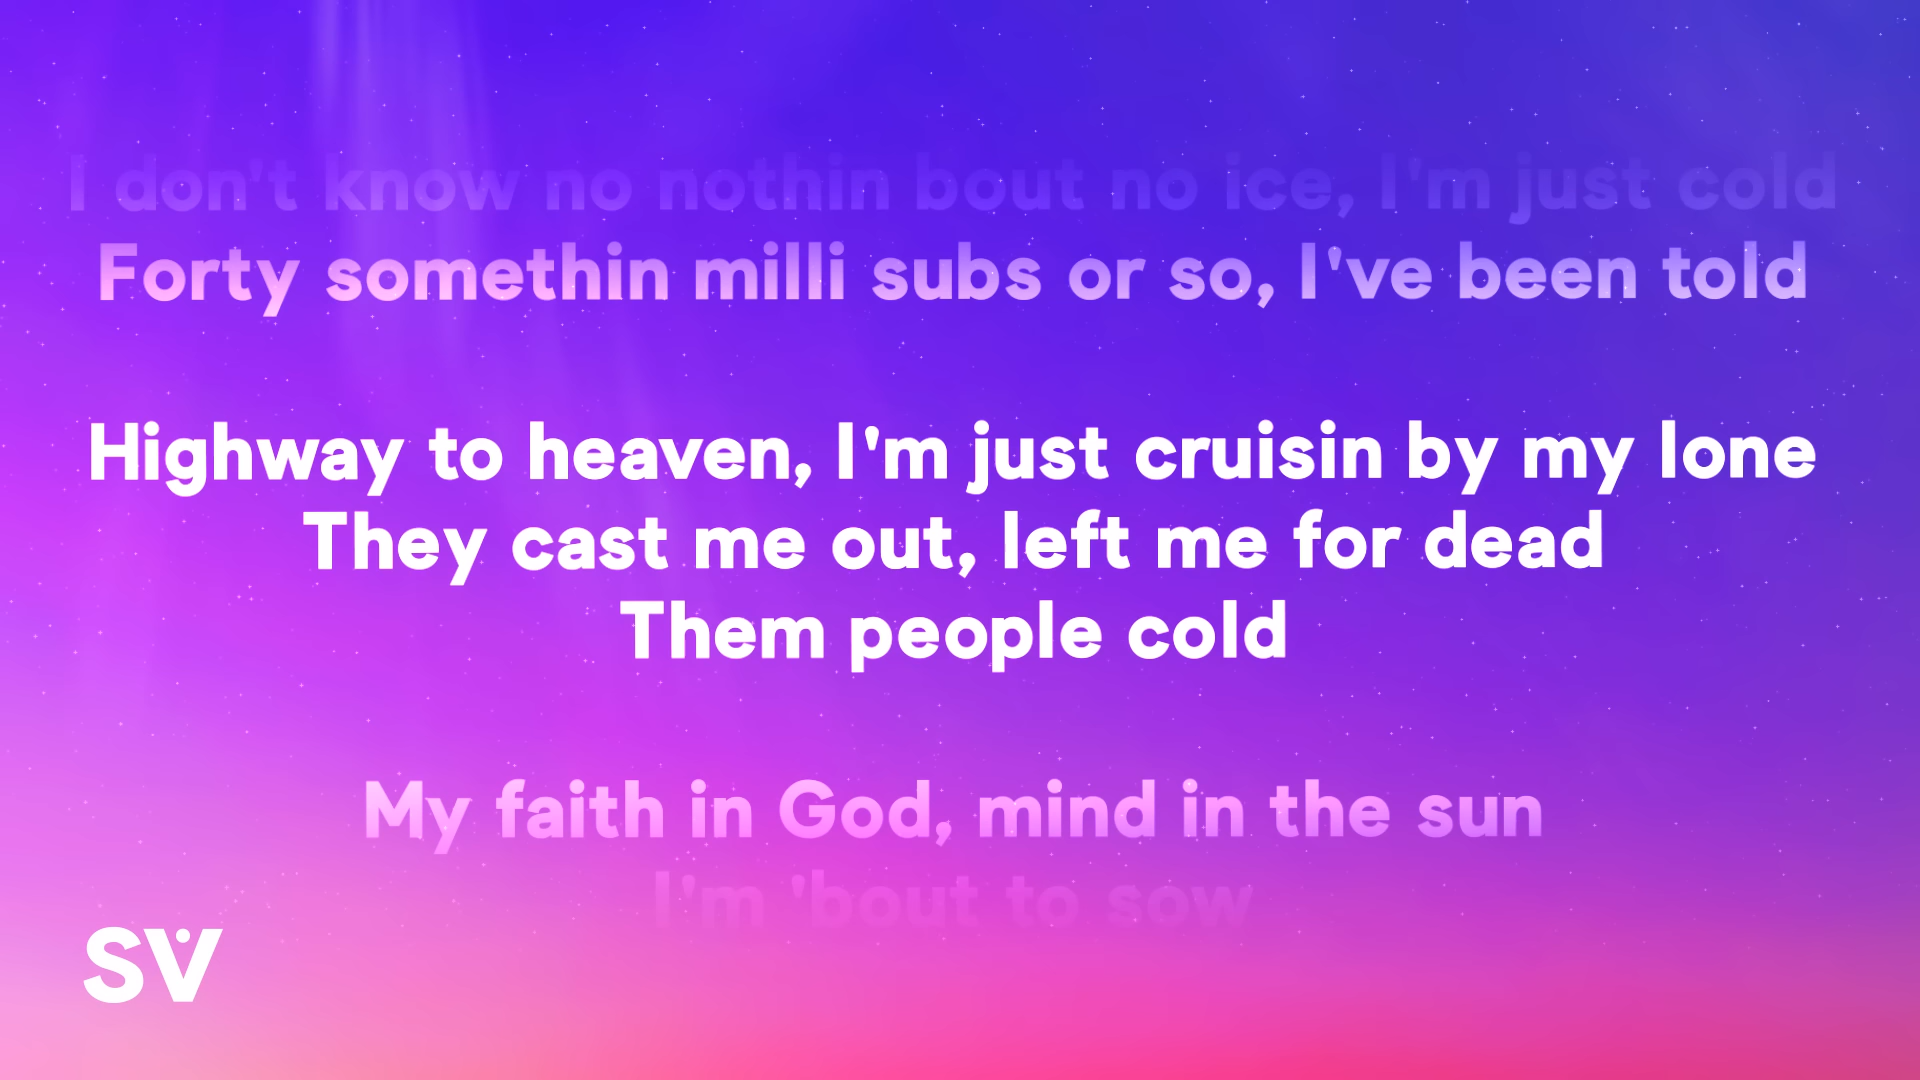 I don't know no nothin bout no ice, I'm just cold
Forty somethin milli subs or so, I've been told
Highway to heaven, I'm just cruisin by my lone
They cast me out, left me for dead
Them people cold
My faith in God, mind in the sun
I'm 'bout to sow
SV